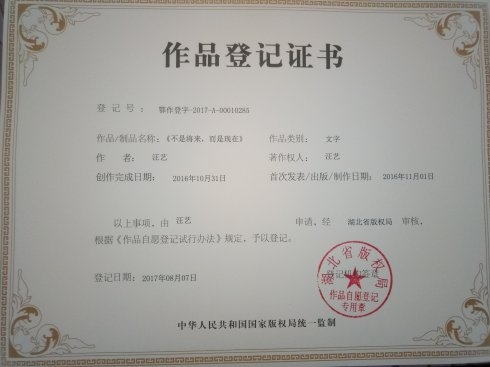 作品登记证书
登 记 号 : 鄂作登字-2017-A-00010285
作品/制品名称: 《不是将来，而是现在》 作品类别: 文字
作 者: 汪艺 著作权人: 汪艺
创作完成日期: 2016年10月31日 首次发表/出版/制作日期: 2016年11月01日
以上事项，由 汪艺 申请，经 湖北省版权局 审核，
根据《作品自愿登记试行办法》规定，予以登记。
登记日期: 2017年08月07日 登记机构签章
湖北省版权局
作品自愿登记
专用章
中华人民共和国国家版权局统一监制